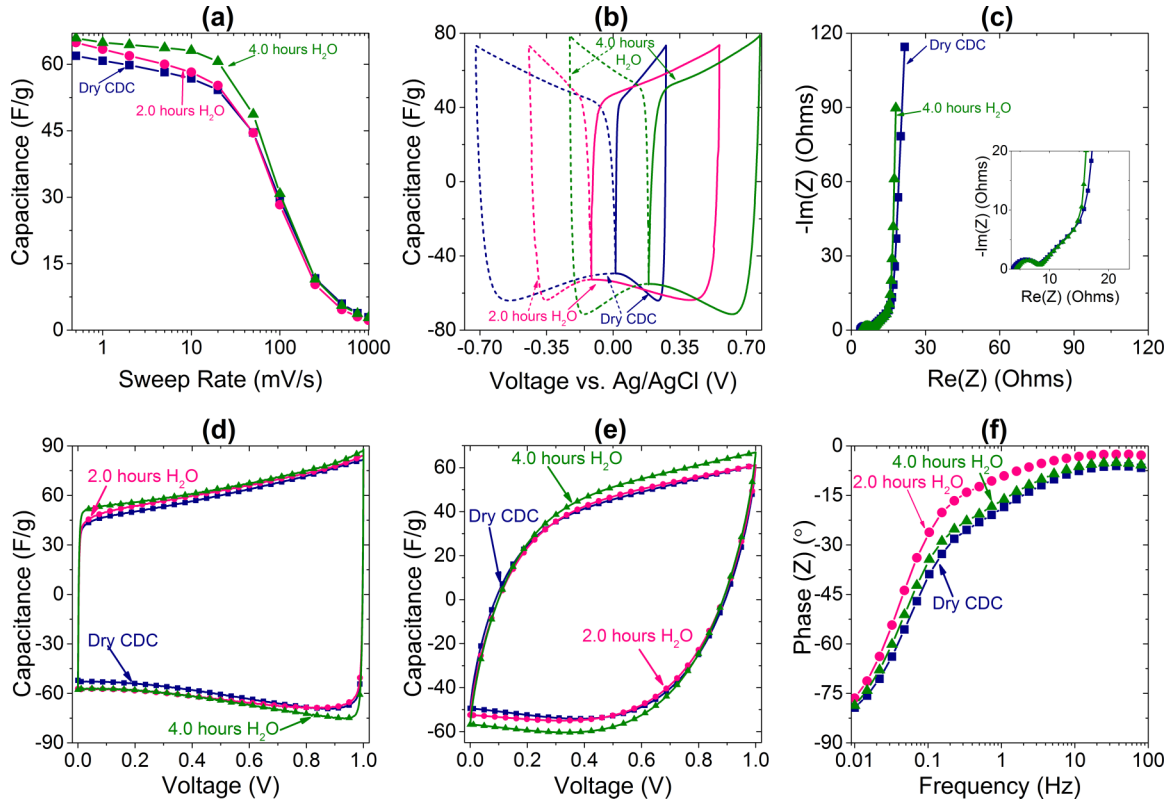 (a)
60
45
30
15
0
1
10
100
1000
Capacitance (F/g)
Sweep Rate (mV/s)
4.0 hours H₂O
2.0 hours H₂O
Dry CDC
(b)
80
40
0
-40
-80
-0.70
-0.35
0.00
0.35
0.70
Capacitance (F/g)
Voltage vs. Ag/AgCl (V)
4.0 hours
H₂O
2.0 hours H₂O
Dry CDC
(c)
120
90
60
30
0
0
30
60
90
120
-Im(Z) (Ohms)
Re(Z) (Ohms)
Dry CDC
4.0 hours H₂O
20
10
0
10
20
-Im(Z) (Ohms)
Re(Z) (Ohms)
(d)
90
60
30
0
-30
-60
-90
0.0
0.2
0.4
0.6
0.8
1.0
Capacitance (F/g)
Voltage (V)
2.0 hours H₂O
Dry CDC
4.0 hours H₂O
(e)
60
40
20
0
-20
-40
-60
0.0
0.2
0.4
0.6
0.8
1.0
Capacitance (F/g)
Voltage (V)
4.0 hours H₂O
Dry CDC
2.0 hours H₂O
(f)
0
-15
-30
-45
-60
-75
-90
0.01
0.1
1
10
100
Phase (Z) (°)
Frequency (Hz)
4.0 hours H₂O
2.0 hours H₂O
Dry CDC